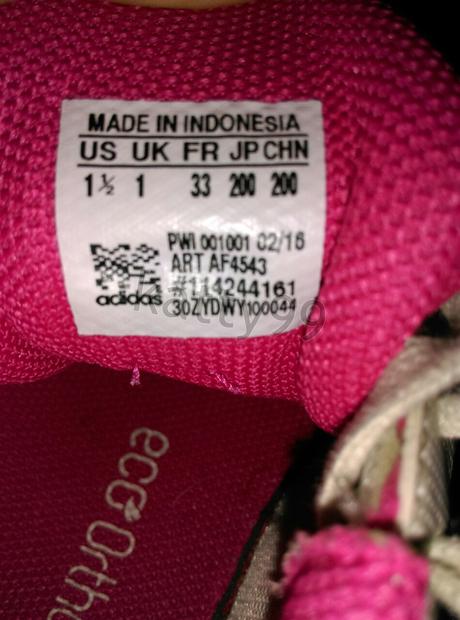 MADE IN INDONESIA
US UK FR JP CHN
1½ 1 33 200 200
PWI 001001 02/16
ART AF4543
#114244161
adidas
30ZYDWY100044
Katty99
eco Ortho